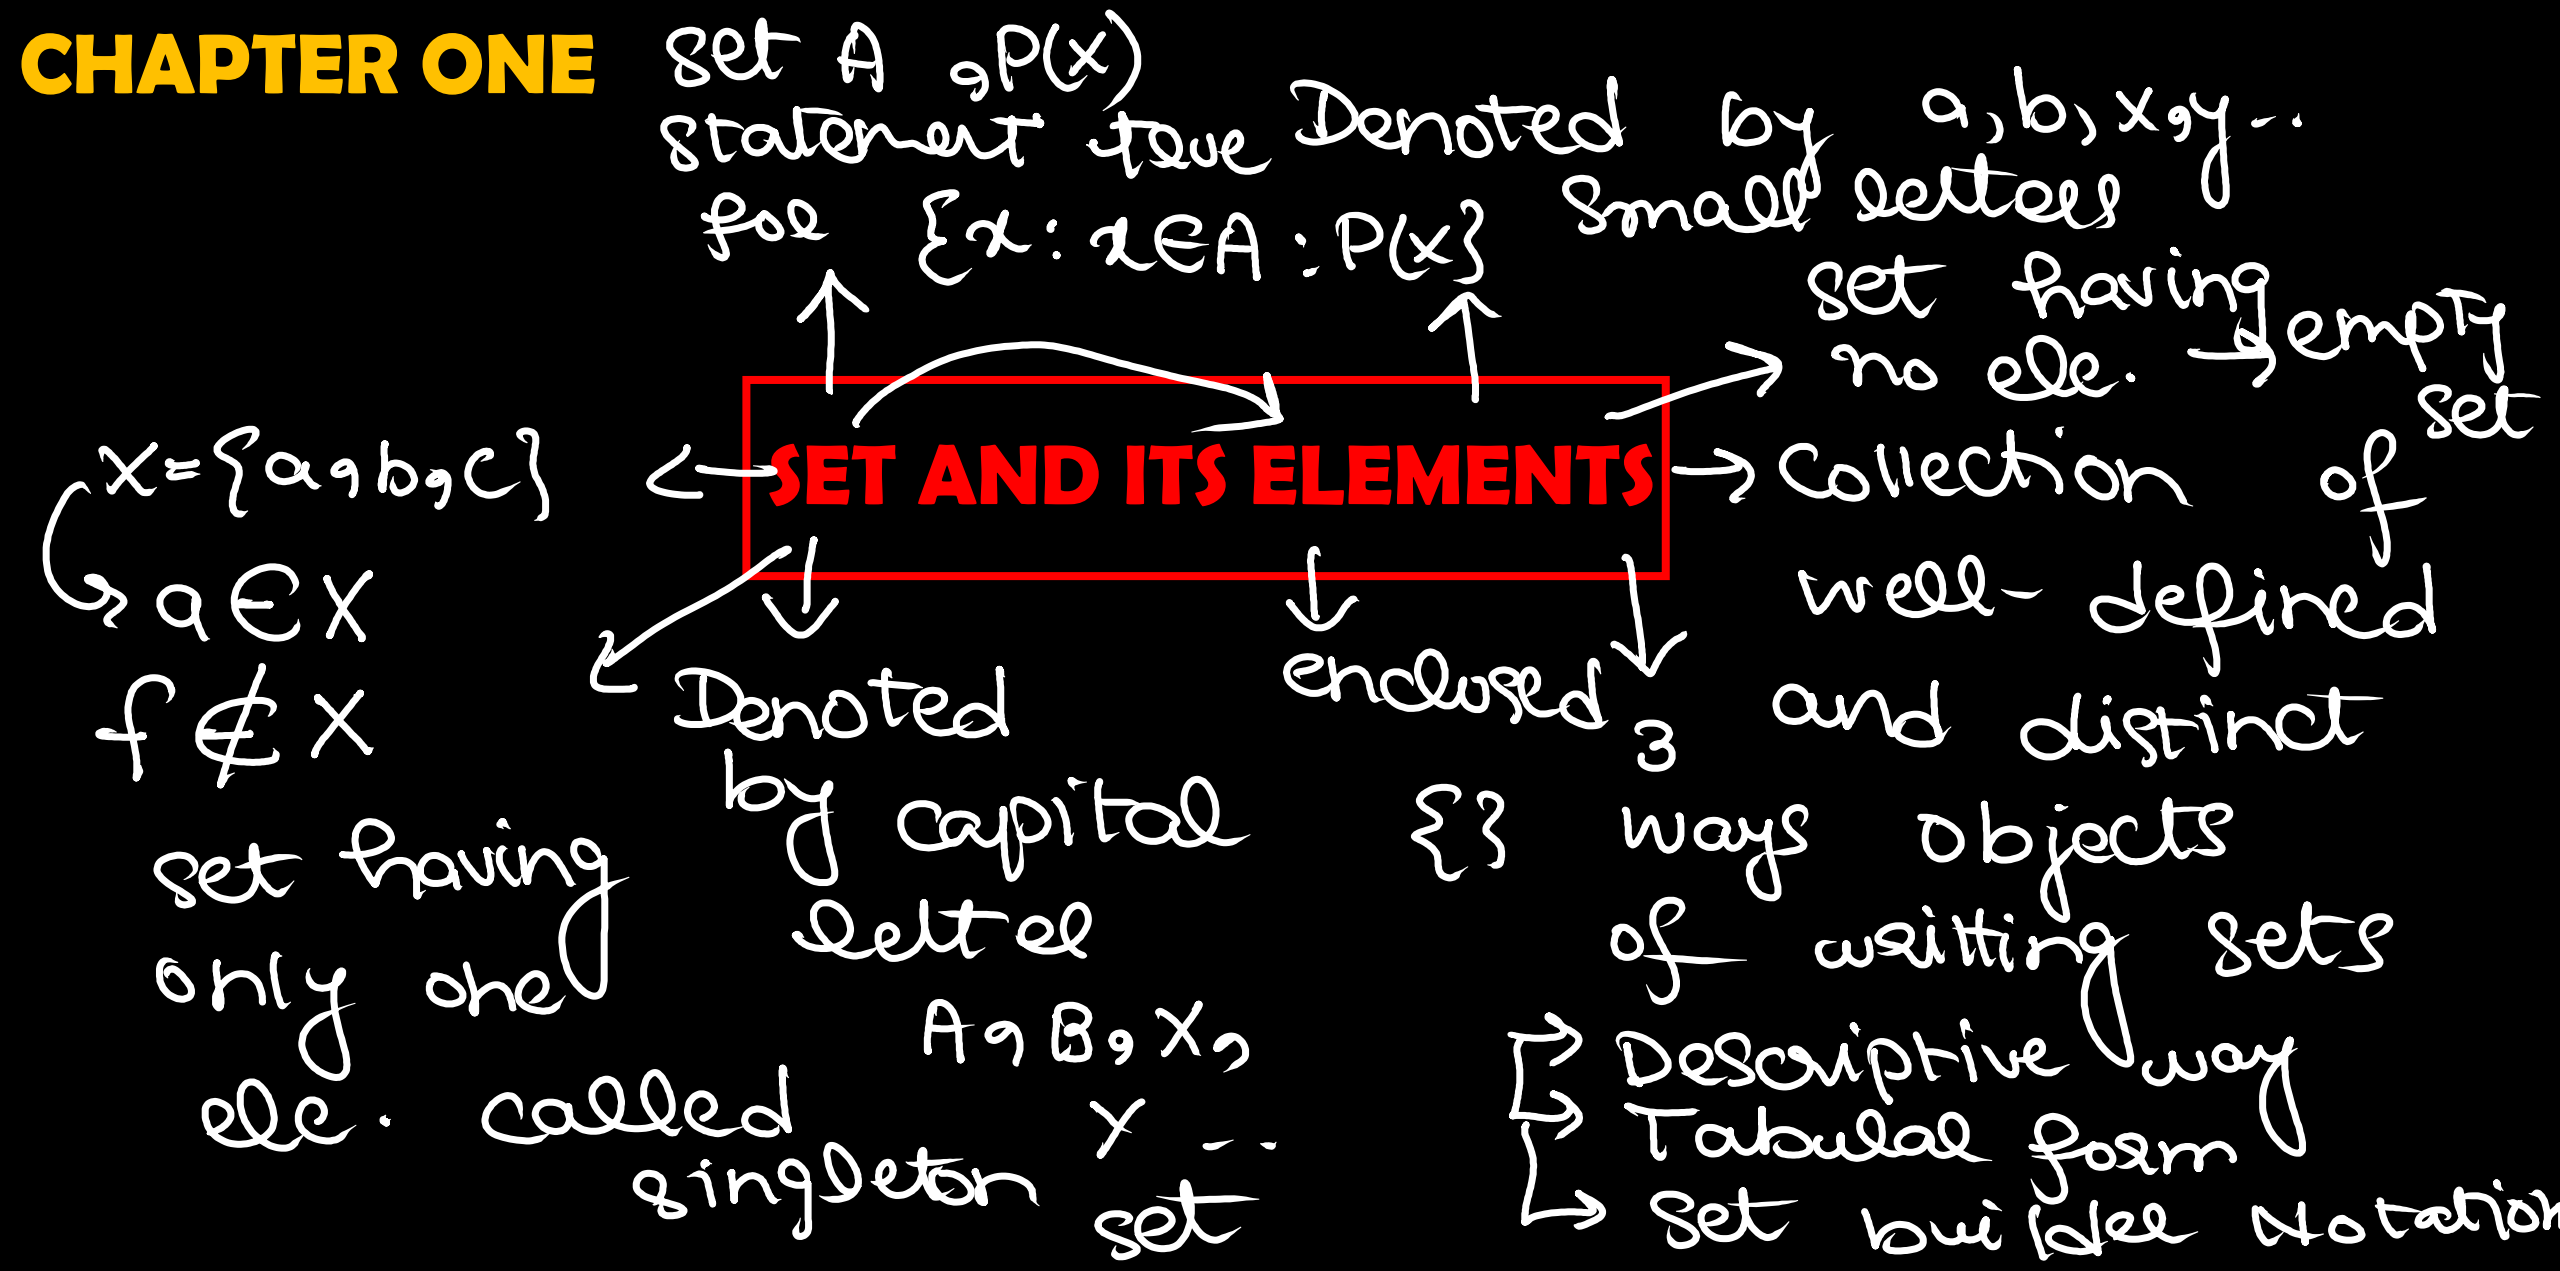 CHAPTER ONE
set A , P(x)
statement true
for {x : x∈A : P(x}
Denoted by a, b, x, y...
small letters
set having
no ele. → empty
set
SET AND ITS ELEMENTS
x = {a, b, c}
a ∈ X
f ∉ X
Collection of
well-defined
and distinct
objects
set having
only one
ele. called
singleton set
Denoted
by capital
letter
A, B, X,
Y ...
enclosed
{ }
3
ways
of writting sets
Descriptive way
Tabular form
Set builder Notation